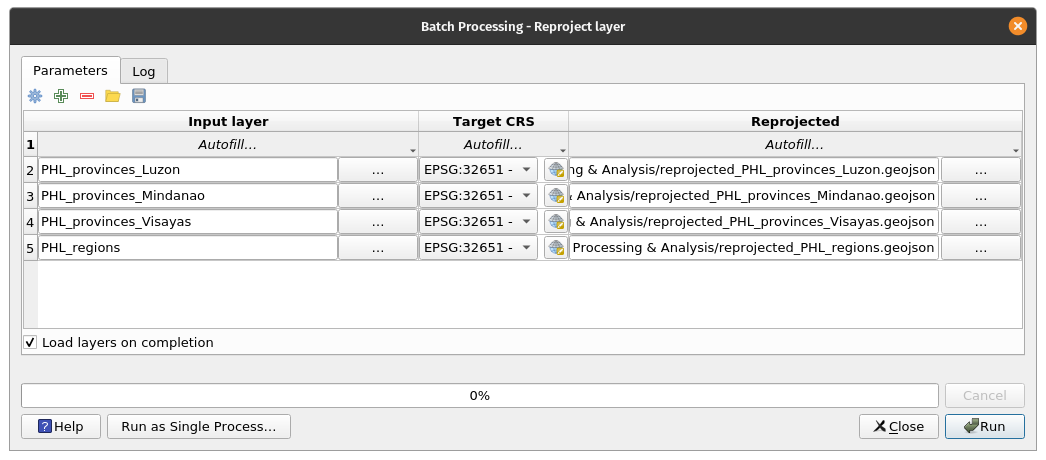 Batch Processing - Reproject layer
Parameters
Log
Input layer Target CRS Reprojected
1 Autofill... Autofill... Autofill...
2 PHL_provinces_Luzon ... EPSG:32651 - & Analysis/reprojected_PHL_provinces_Luzon.geojson ...
3 PHL_provinces_Mindanao ... EPSG:32651 - Analysis/reprojected_PHL_provinces_Mindanao.geojson ...
4 PHL_provinces_Visayas ... EPSG:32651 - & Analysis/reprojected_PHL_provinces_Visayas.geojson ...
5 PHL_regions ... EPSG:32651 - Processing & Analysis/reprojected_PHL_regions.geojson ...
Load layers on completion
0% Cancel
Help Run as Single Process... Close Run